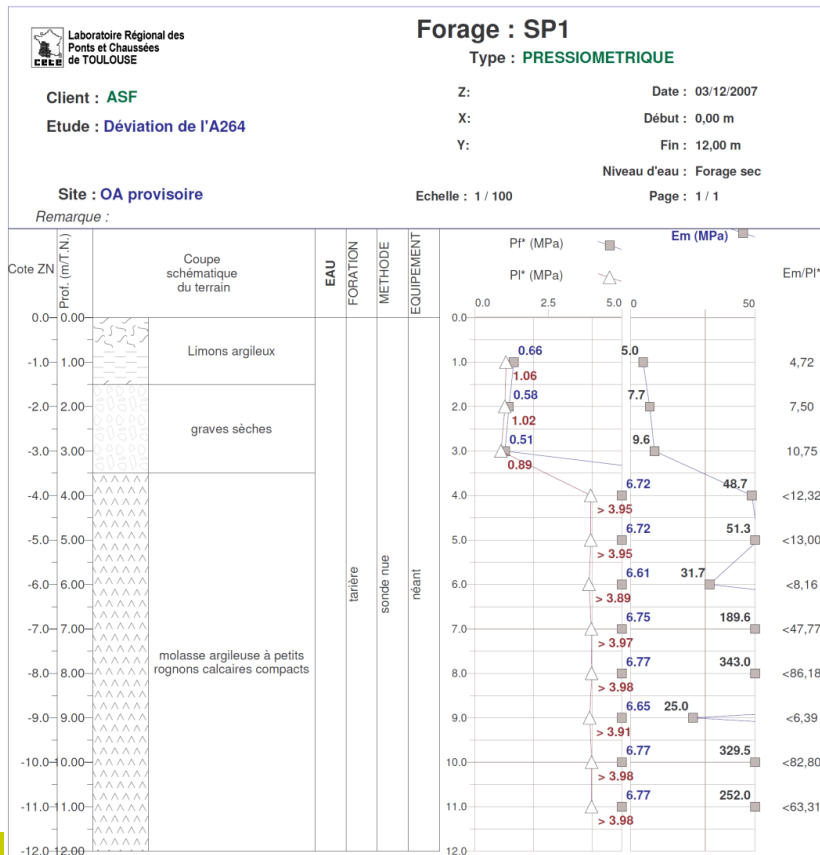 Laboratoire Régional des
Ponts et Chaussées
de TOULOUSE
CETE
Forage : SP1
Type : PRESSIOMETRIQUE
Client : ASF
Etude : Déviation de l'A264
Z:
X:
Y:
Date : 03/12/2007
Début : 0,00 m
Fin : 12,00 m
Niveau d'eau : Forage sec
Site : OA provisoire
Echelle : 1 / 100
Page : 1 / 1
Remarque :
Cote ZN
Prof. (m/T.N.)
Coupe
schématique
du terrain
EAU
FORATION
METHODE
EQUIPEMENT
Pf* (MPa)
Pl* (MPa)
Em (MPa)
Em/Pl*
0.0 2.5 5.0 0 50
0.0 0.00 0.0
Limons argileux
-1.0 1.00 1.0 0.66 5.0 4,72
1.06
-2.0 2.00 2.0 0.58 7.7 7,50
1.02
graves sèches
-3.0 3.00 3.0 0.51 9.6 10,75
0.89
-4.0 4.00 4.0 6.72 48.7 <12,32
> 3.95
-5.0 5.00 5.0 6.72 51.3 <13,00
> 3.95
tarière
sonde nue
néant
-6.0 6.00 6.0 6.61 31.7 <8,16
> 3.89
-7.0 7.00 7.0 6.75 189.6 <47,77
> 3.97
molasse argileuse à petits
rognons calcaires compacts
-8.0 8.00 8.0 6.77 343.0 <86,18
> 3.98
-9.0 9.00 9.0 6.65 25.0 <6,39
> 3.91
-10.0 10.00 10.0 6.77 329.5 <82,80
> 3.98
-11.0 11.00 11.0 6.77 252.0 <63,31
> 3.98
-12.0 12.00 12.0